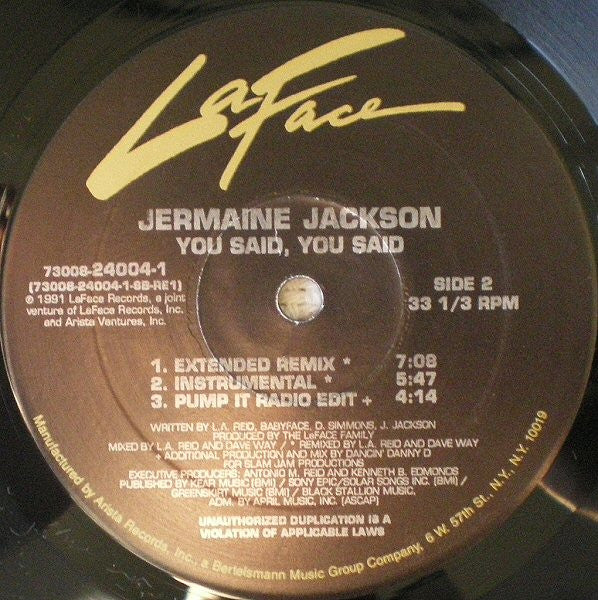 LaFace
JERMAINE JACKSON
YOU SAID, YOU SAID
73008-24004-1
(73008-24004-1-SB-RE1)
℗ 1991 LaFace Records, a joint
venture of LaFace Records, Inc.
and Arista Ventures, Inc.
SIDE 2
33 1/3 RPM
1. EXTENDED REMIX * 7:08
2. INSTRUMENTAL * 5:47
3. PUMP IT RADIO EDIT + 4:14
WRITTEN BY L.A. REID, BABYFACE, D. SIMMONS, J. JACKSON
PRODUCED BY THE LaFACE FAMILY
MIXED BY L.A. REID AND DAVE WAY / * REMIXED BY L.A. REID AND DAVE WAY
+ ADDITIONAL PRODUCTION AND MIX BY DANCIN' DANNY D
FOR SLAM JAM PRODUCTIONS
EXECUTIVE PRODUCERS: ANTONIO M. REID AND KENNETH B. EDMONDS
PUBLISHED BY KEAR MUSIC (BMI) / SONY EPIC/SOLAR SONGS INC. (BMI) /
GREENSKIRT MUSIC (BMI) / BLACK STALLION MUSIC,
ADM. BY APRIL MUSIC, INC. (ASCAP)
UNAUTHORIZED DUPLICATION IS A
VIOLATION OF APPLICABLE LAWS
Manufactured by Arista Records, Inc., a Bertelsmann Music Group Company, 6 W. 57th St., N.Y., N.Y. 10019